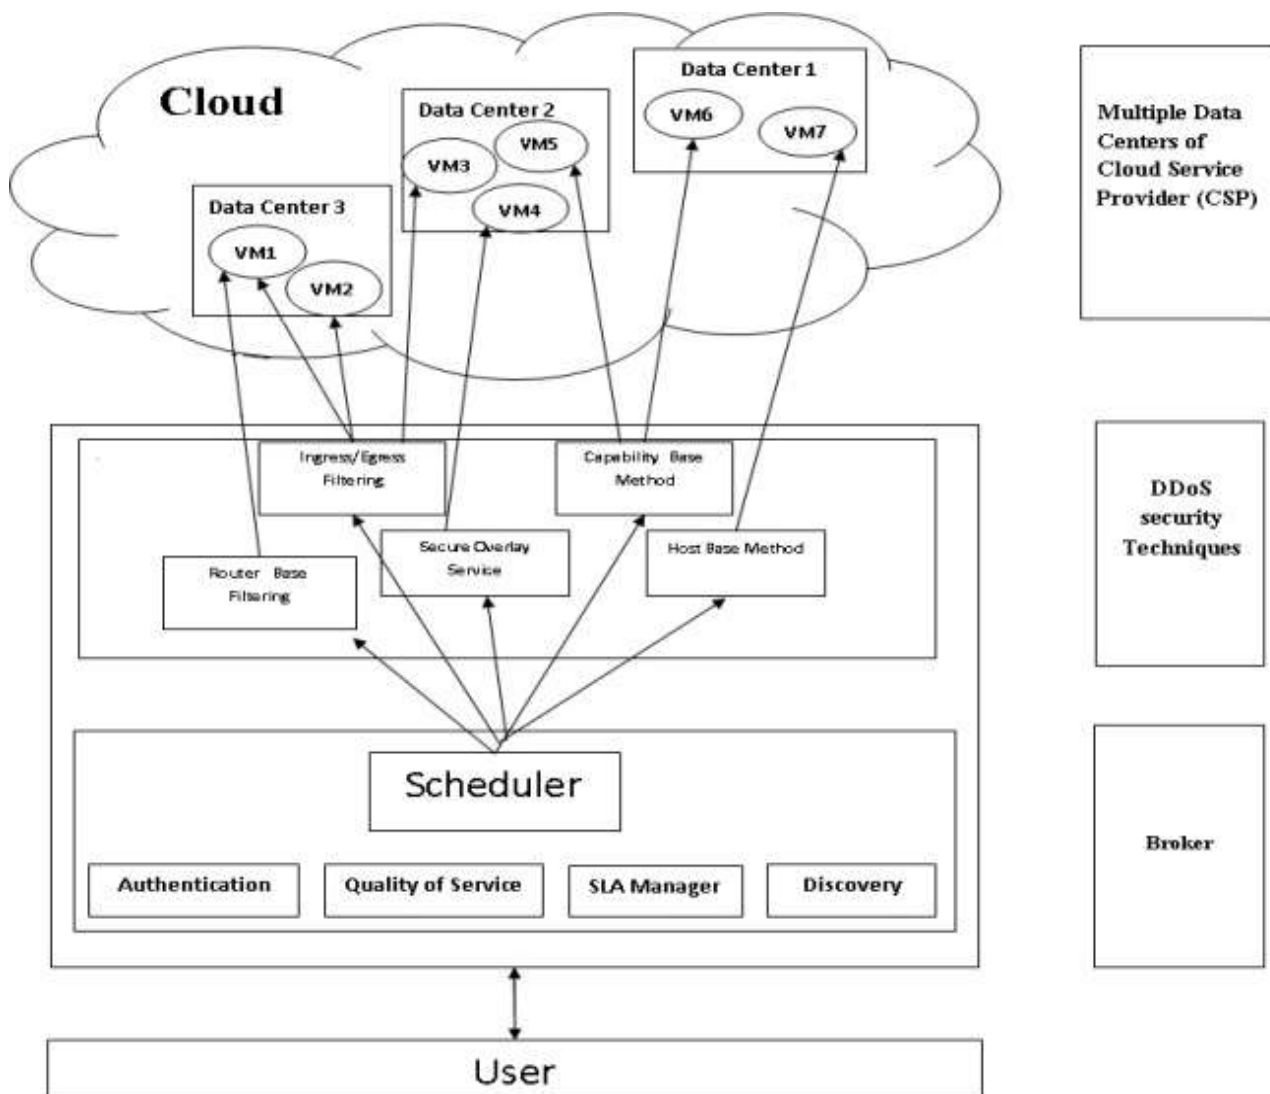 Cloud
Data Center 1
VM6
VM7
Data Center 2
VM5
VM3
VM4
Data Center 3
VM1
VM2
Multiple Data
Centers of
Cloud Service
Provider (CSP)
Ingress/Egress
Filtering
Capability Base
Method
Secure Overlay
Service
Host Base Method
Router Base
Filtering
DDoS
security
Techniques
Scheduler
Authentication
Quality of Service
SLA Manager
Discovery
Broker
User